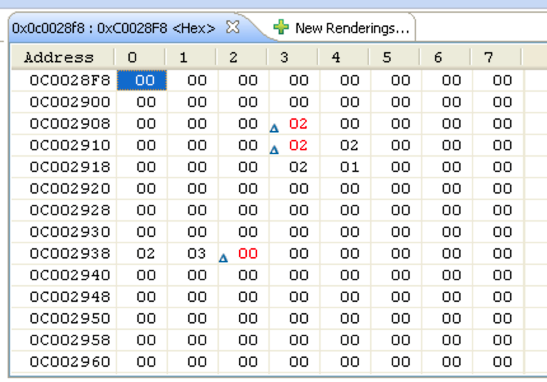 0x0c0028f8 : 0xC0028F8 <Hex> New Renderings...
Address 0 1 2 3 4 5 6 7
0C0028F8 00 00 00 00 00 00 00 00
0C002900 00 00 00 00 00 00 00 00
0C002908 00 00 00 02 00 00 00 00
0C002910 00 00 00 02 02 00 00 00
0C002918 00 00 00 02 01 00 00 00
0C002920 00 00 00 00 00 00 00 00
0C002928 00 00 00 00 00 00 00 00
0C002930 00 00 00 00 00 00 00 00
0C002938 02 03 00 00 00 00 00 00
0C002940 00 00 00 00 00 00 00 00
0C002948 00 00 00 00 00 00 00 00
0C002950 00 00 00 00 00 00 00 00
0C002958 00 00 00 00 00 00 00 00
0C002960 00 00 00 00 00 00 00 00